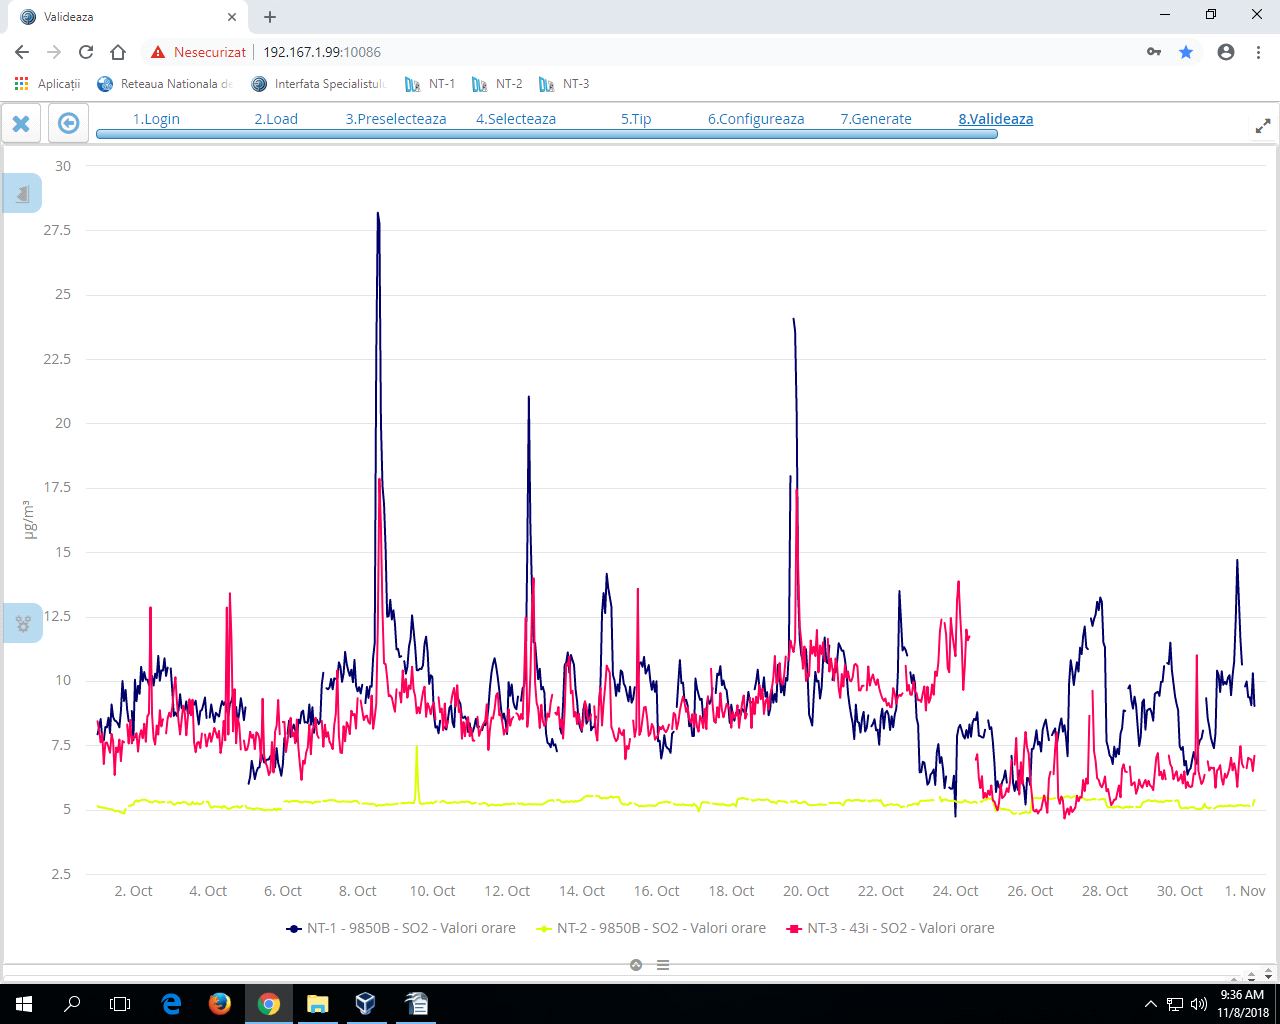 Valideaza
Nesecurizat
192.167.1.99:10086
Aplicații
Reteaua Nationala de
Interfata Specialistulu
NT-1
NT-2
NT-3
1.Login
2.Load
3.Preselecteaza
4.Selecteaza
5.Tip
6.Configureaza
7.Generate
8.Valideaza
30
27.5
25
22.5
20
17.5
15
12.5
10
7.5
5
2.5
µg/m³
2. Oct
4. Oct
6. Oct
8. Oct
10. Oct
12. Oct
14. Oct
16. Oct
18. Oct
20. Oct
22. Oct
24. Oct
26. Oct
28. Oct
30. Oct
1. Nov
NT-1 - 9850B - SO2 - Valori orare
NT-2 - 9850B - SO2 - Valori orare
NT-3 - 43i - SO2 - Valori orare
9:36 AM
11/8/2018